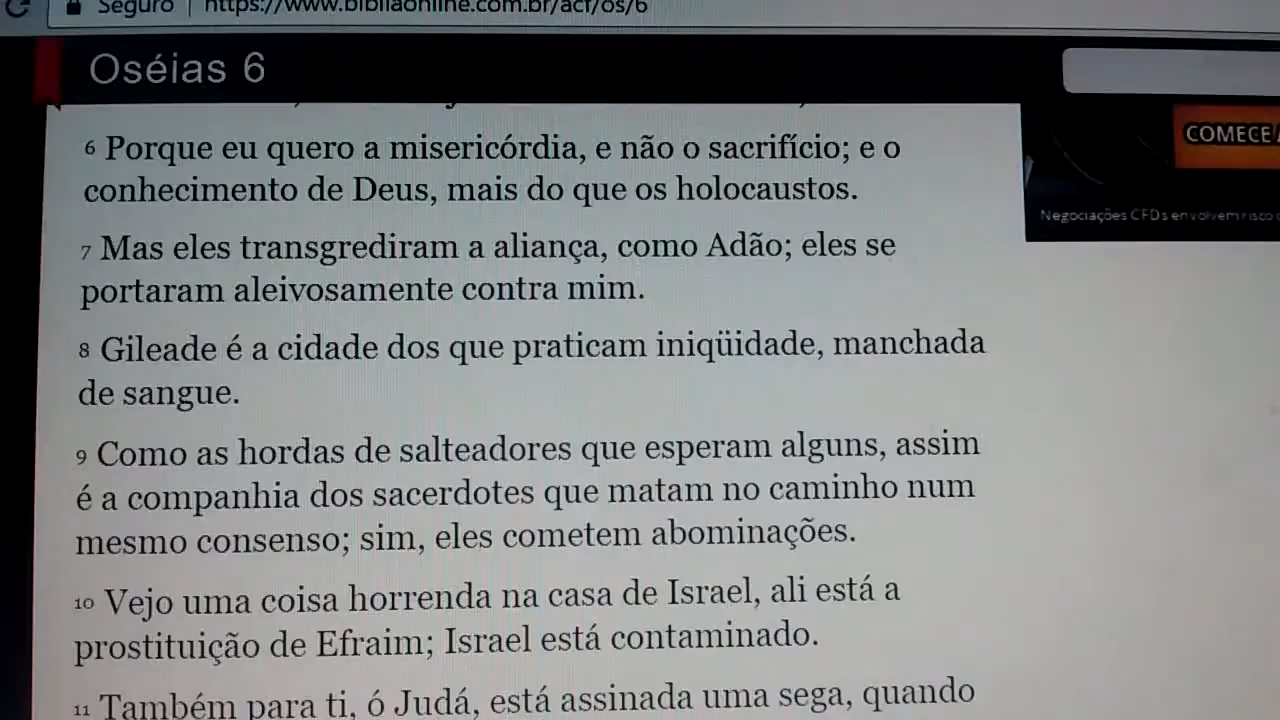 Seguro | https://www.bibliaonline.com.br/acf/os/6
Oséias 6
6 Porque eu quero a misericórdia, e não o sacrifício; e o
conhecimento de Deus, mais do que os holocaustos.
7 Mas eles transgrediram a aliança, como Adão; eles se
portaram aleivosamente contra mim.
8 Gileade é a cidade dos que praticam iniqüidade, manchada
de sangue.
9 Como as hordas de salteadores que esperam alguns, assim
é a companhia dos sacerdotes que matam no caminho num
mesmo consenso; sim, eles cometem abominações.
10 Vejo uma coisa horrenda na casa de Israel, ali está a
prostituição de Efraim; Israel está contaminado.
11 Também para ti, ó Judá, está assinada uma sega, quando
COMECE
Negociações CFDs envolvem risco